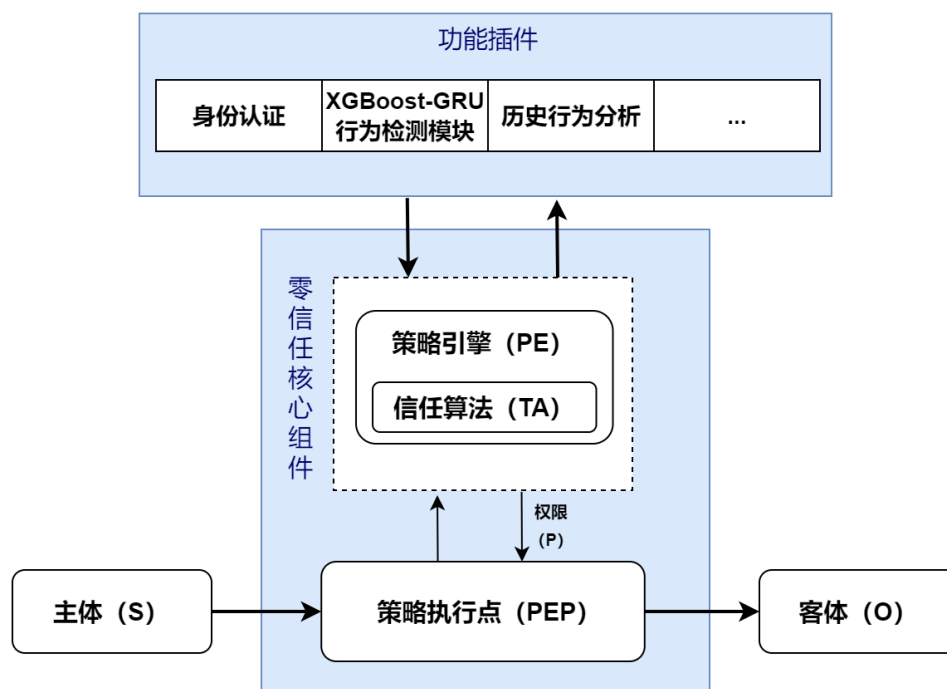 功能插件
身份认证
XGBoost-GRU
行为检测模块
历史行为分析
...
零信任核心组件
策略引擎（PE）
信任算法（TA）
权限
（P）
主体（S）
策略执行点（PEP）
客体（O）